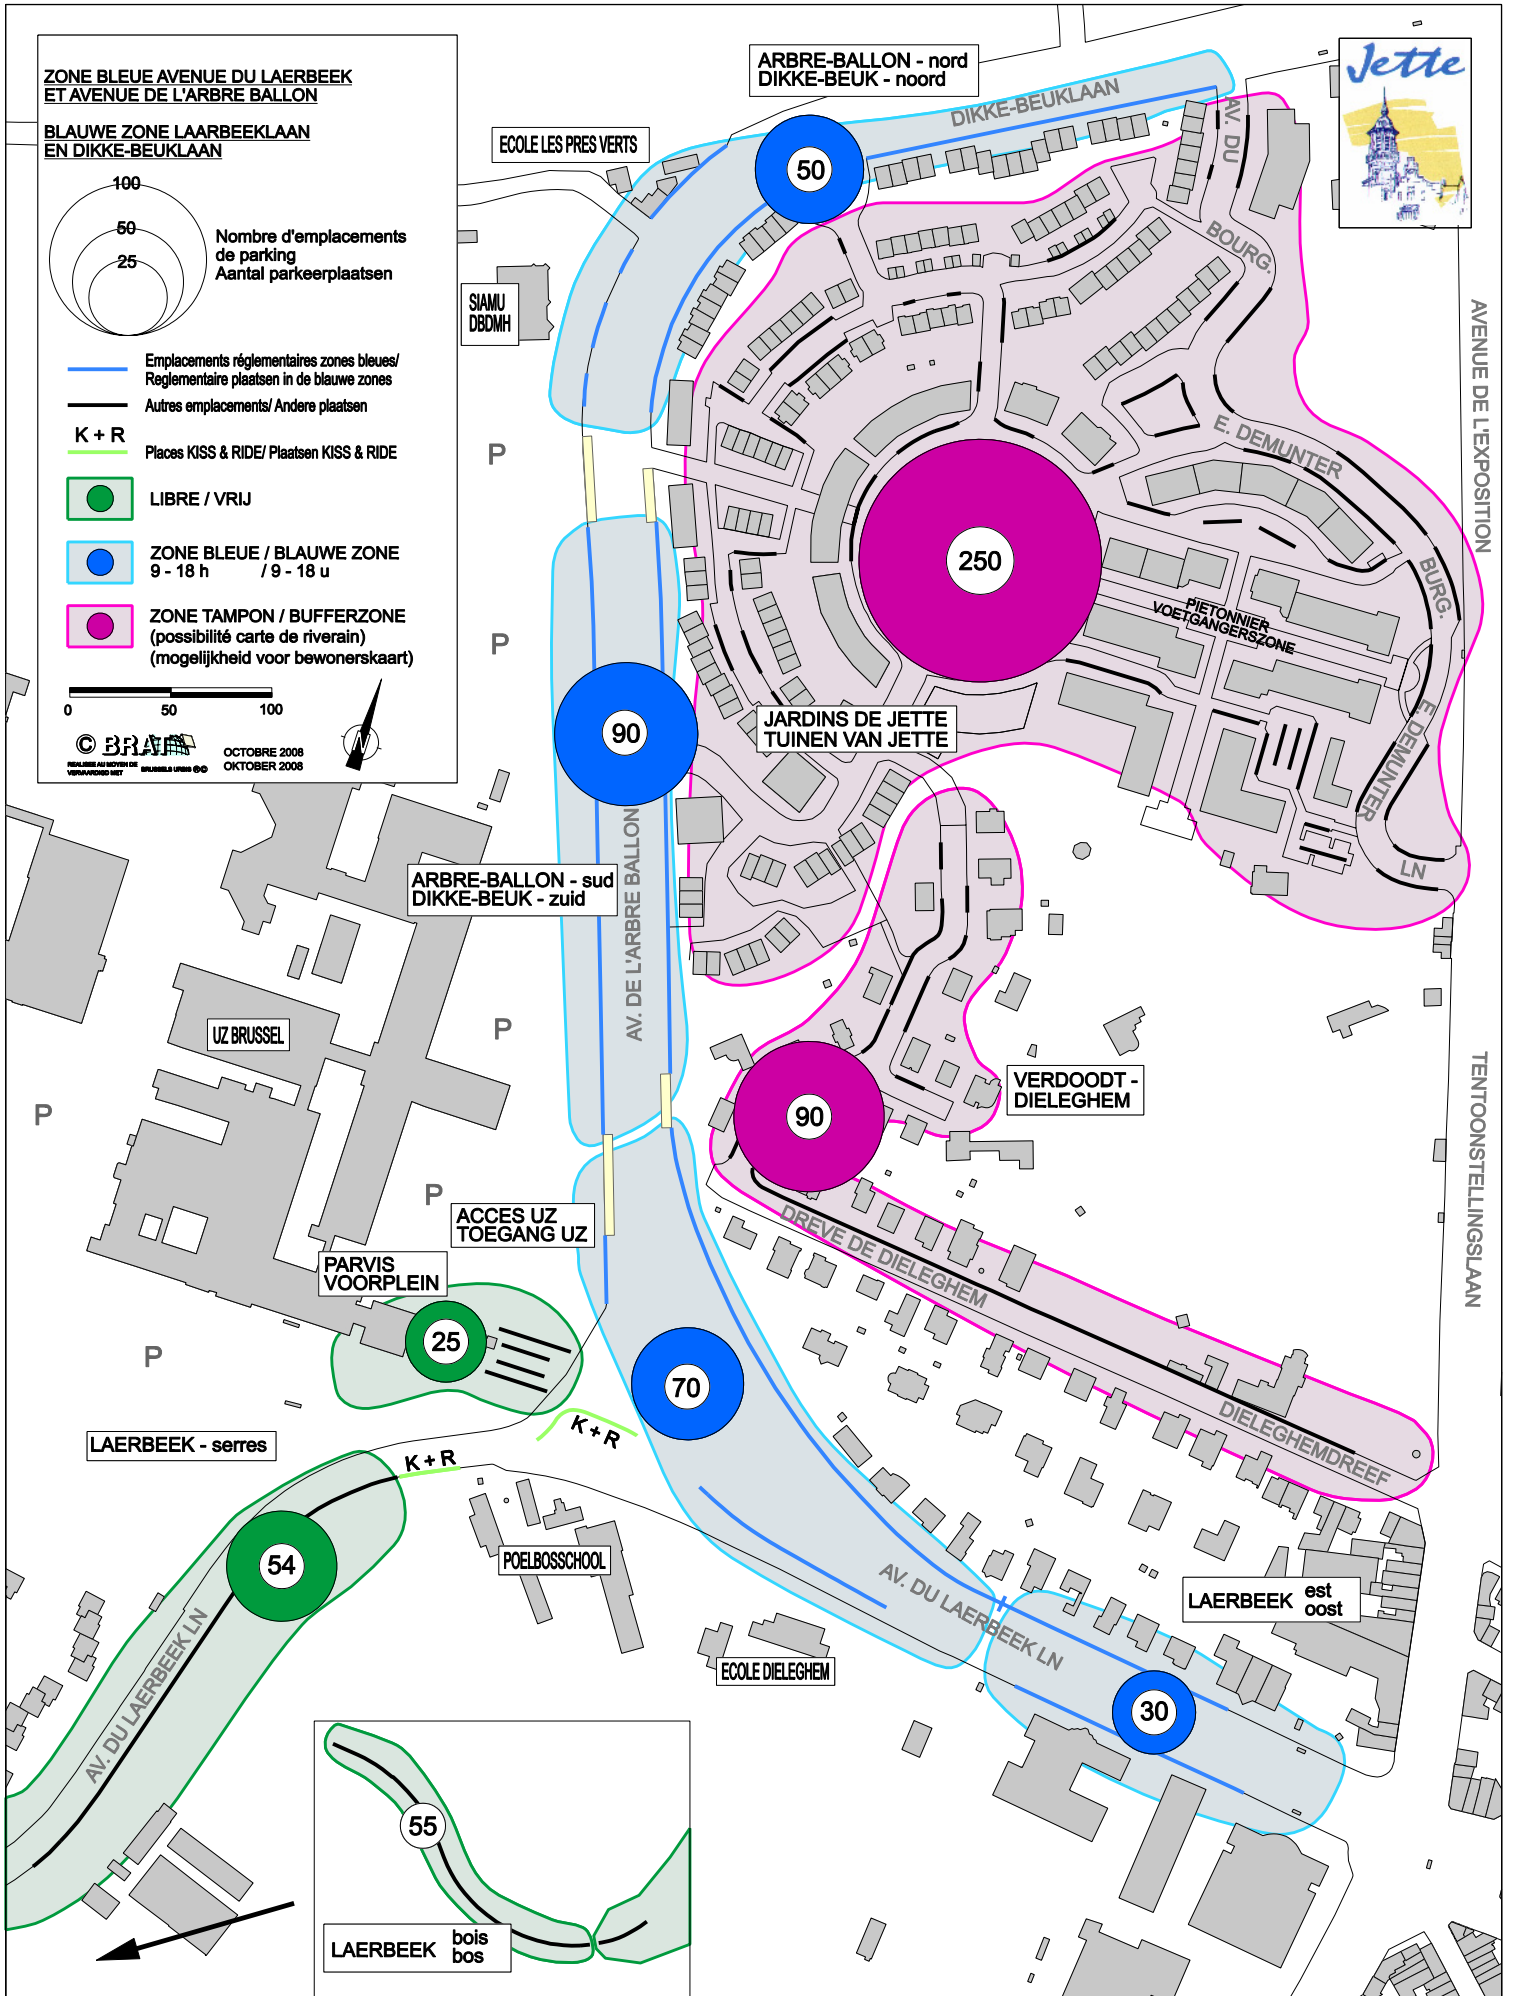 ZONE BLEUE AVENUE DU LAERBEEK
ET AVENUE DE L'ARBRE BALLON
BLAUWE ZONE LAARBEEKLAAN
EN DIKKE-BEUKLAAN
100
50
25
Nombre d'emplacements
de parking
Aantal parkeerplaatsen
Emplacements réglementaires zones bleues/
Reglementaire plaatsen in de blauwe zones
Autres emplacements/ Andere plaatsen
K + R
Places KISS & RIDE/ Plaatsen KISS & RIDE
LIBRE / VRIJ
ZONE BLEUE / BLAUWE ZONE
9 - 18 h / 9 - 18 u
ZONE TAMPON / BUFFERZONE
(possibilité carte de riverain)
(mogelijkheid voor bewonerskaart)
0 50 100
N
© BRAT
REALISEE AU MOYEN DE
VERVAARDIGD MET
BRUSSELS URBIS ®©
OCTOBRE 2008
OKTOBER 2008
ARBRE-BALLON - nord
DIKKE-BEUK - noord
Jette
ECOLE LES PRES VERTS
DIKKE-BEUKLAAN
50
AV. DU
BOURG.
SIAMU
DBDMH
AVENUE DE L'EXPOSITION
E. DEMUNTER
P
250
BURG.
PIETONNIER
VOETGANGERSZONE
P
90
JARDINS DE JETTE
TUINEN VAN JETTE
E. DEMUNTER
LN
ARBRE-BALLON - sud
DIKKE-BEUK - zuid
AV. DE L'ARBRE BALLON
UZ BRUSSEL
P
P
VERDOODT -
DIELEGHEM
90
TENTOONSTELLINGSLAAN
P
ACCES UZ
TOEGANG UZ
DREVE DE DIELEGHEM
PARVIS
VOORPLEIN
25
P
70
DIELEGHEMDREEF
K + R
LAERBEEK - serres
K + R
54
POELBOSSCHOOL
AV. DU LAERBEEK LN
LAERBEEK est
oost
ECOLE DIELEGHEM
30
AV. DU LAERBEEK LN
55
LAERBEEK bois
bos